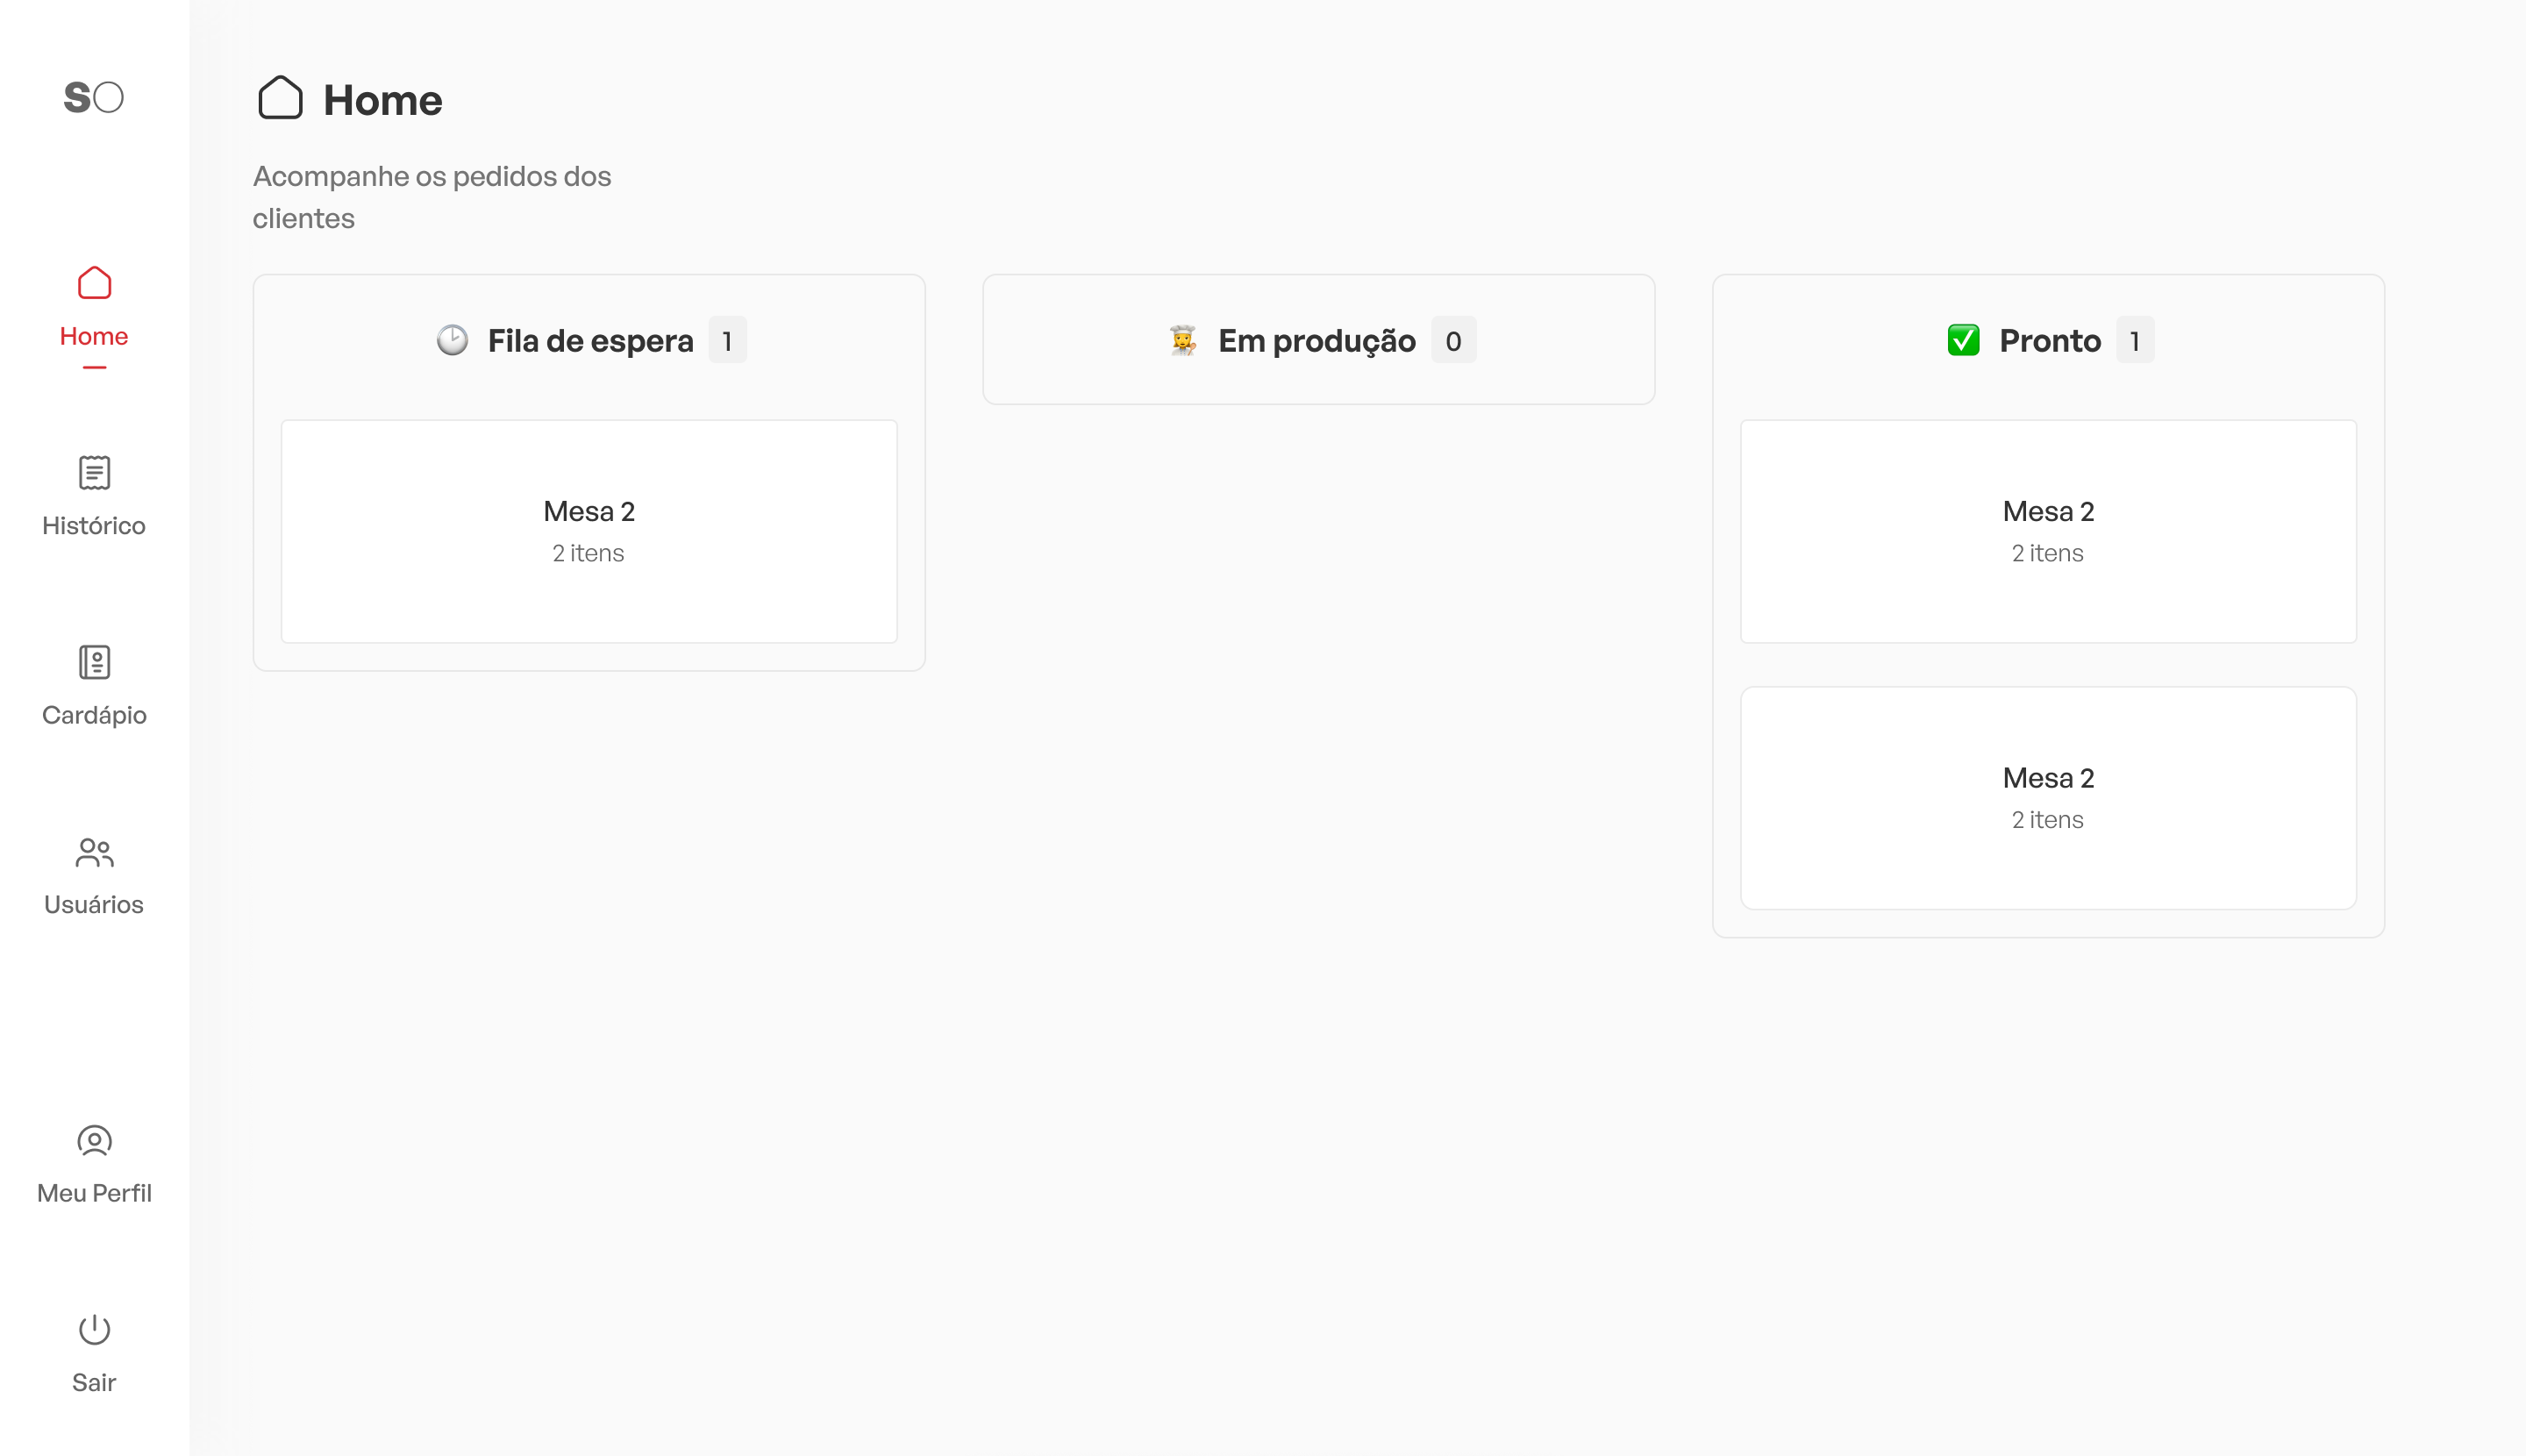 SO
Home
Histórico
Cardápio
Usuários
Meu Perfil
Sair
Home
Acompanhe os pedidos dos
clientes
Fila de espera 1
Mesa 2
2 itens
Em produção 0
Pronto 1
Mesa 2
2 itens
Mesa 2
2 itens